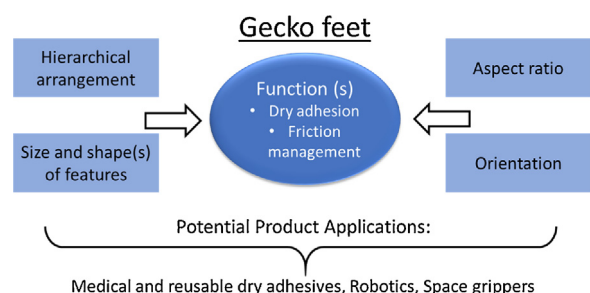 Gecko feet
Hierarchical
arrangement
Size and shape(s)
of features
Function (s)
• Dry adhesion
• Friction
management
Aspect ratio
Orientation
Potential Product Applications:
Medical and reusable dry adhesives, Robotics, Space grippers